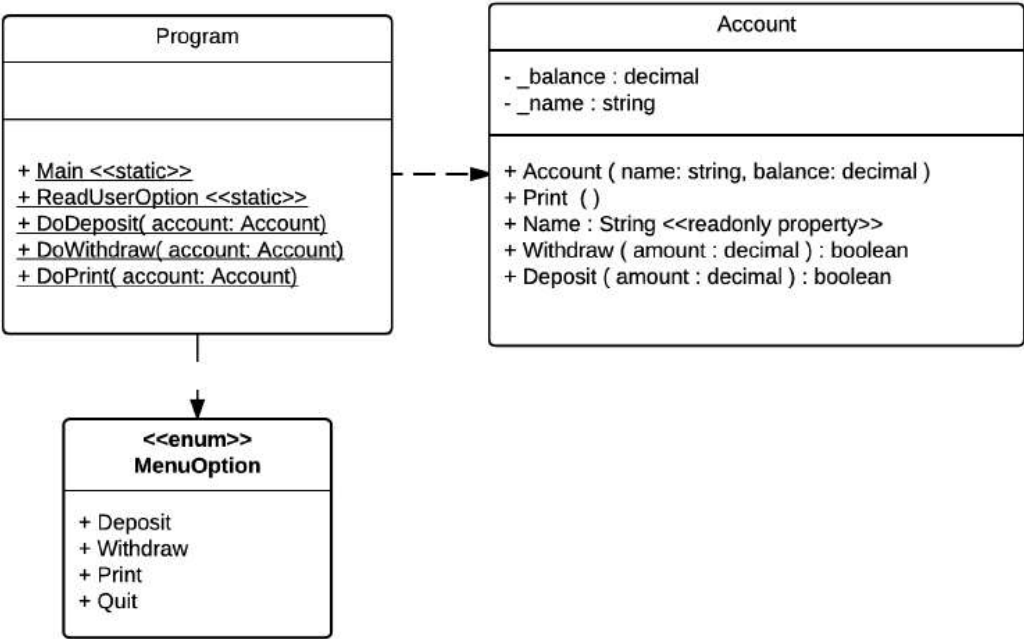 Program
+ Main <<static>>
+ ReadUserOption <<static>>
+ DoDeposit( account: Account)
+ DoWithdraw( account: Account)
+ DoPrint( account: Account)
Account
- _balance : decimal
- _name : string
+ Account ( name: string, balance: decimal )
+ Print ( )
+ Name : String <<readonly property>>
+ Withdraw ( amount : decimal ) : boolean
+ Deposit ( amount : decimal ) : boolean
<<enum>>
MenuOption
+ Deposit
+ Withdraw
+ Print
+ Quit